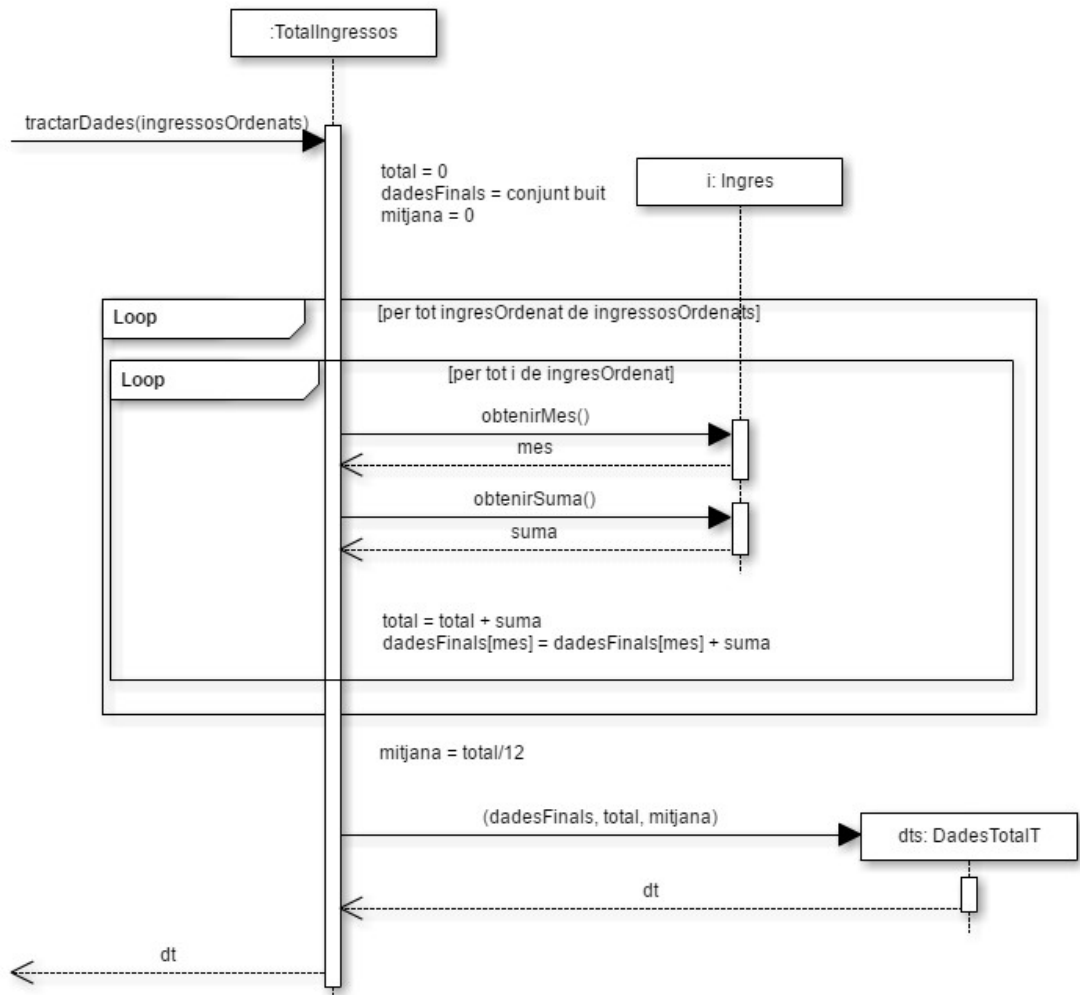 :TotalIngressos
tractarDades(ingressosOrdenats)
total = 0
dadesFinals = conjunt buit
mitjana = 0
i: Ingres
Loop
[per tot ingresOrdenat de ingressosOrdenats]
Loop
[per tot i de ingresOrdenat]
obtenirMes()
mes
obtenirSuma()
suma
total = total + suma
dadesFinals[mes] = dadesFinals[mes] + suma
mitjana = total/12
(dadesFinals, total, mitjana)
dts: DadesTotalT
dt
dt